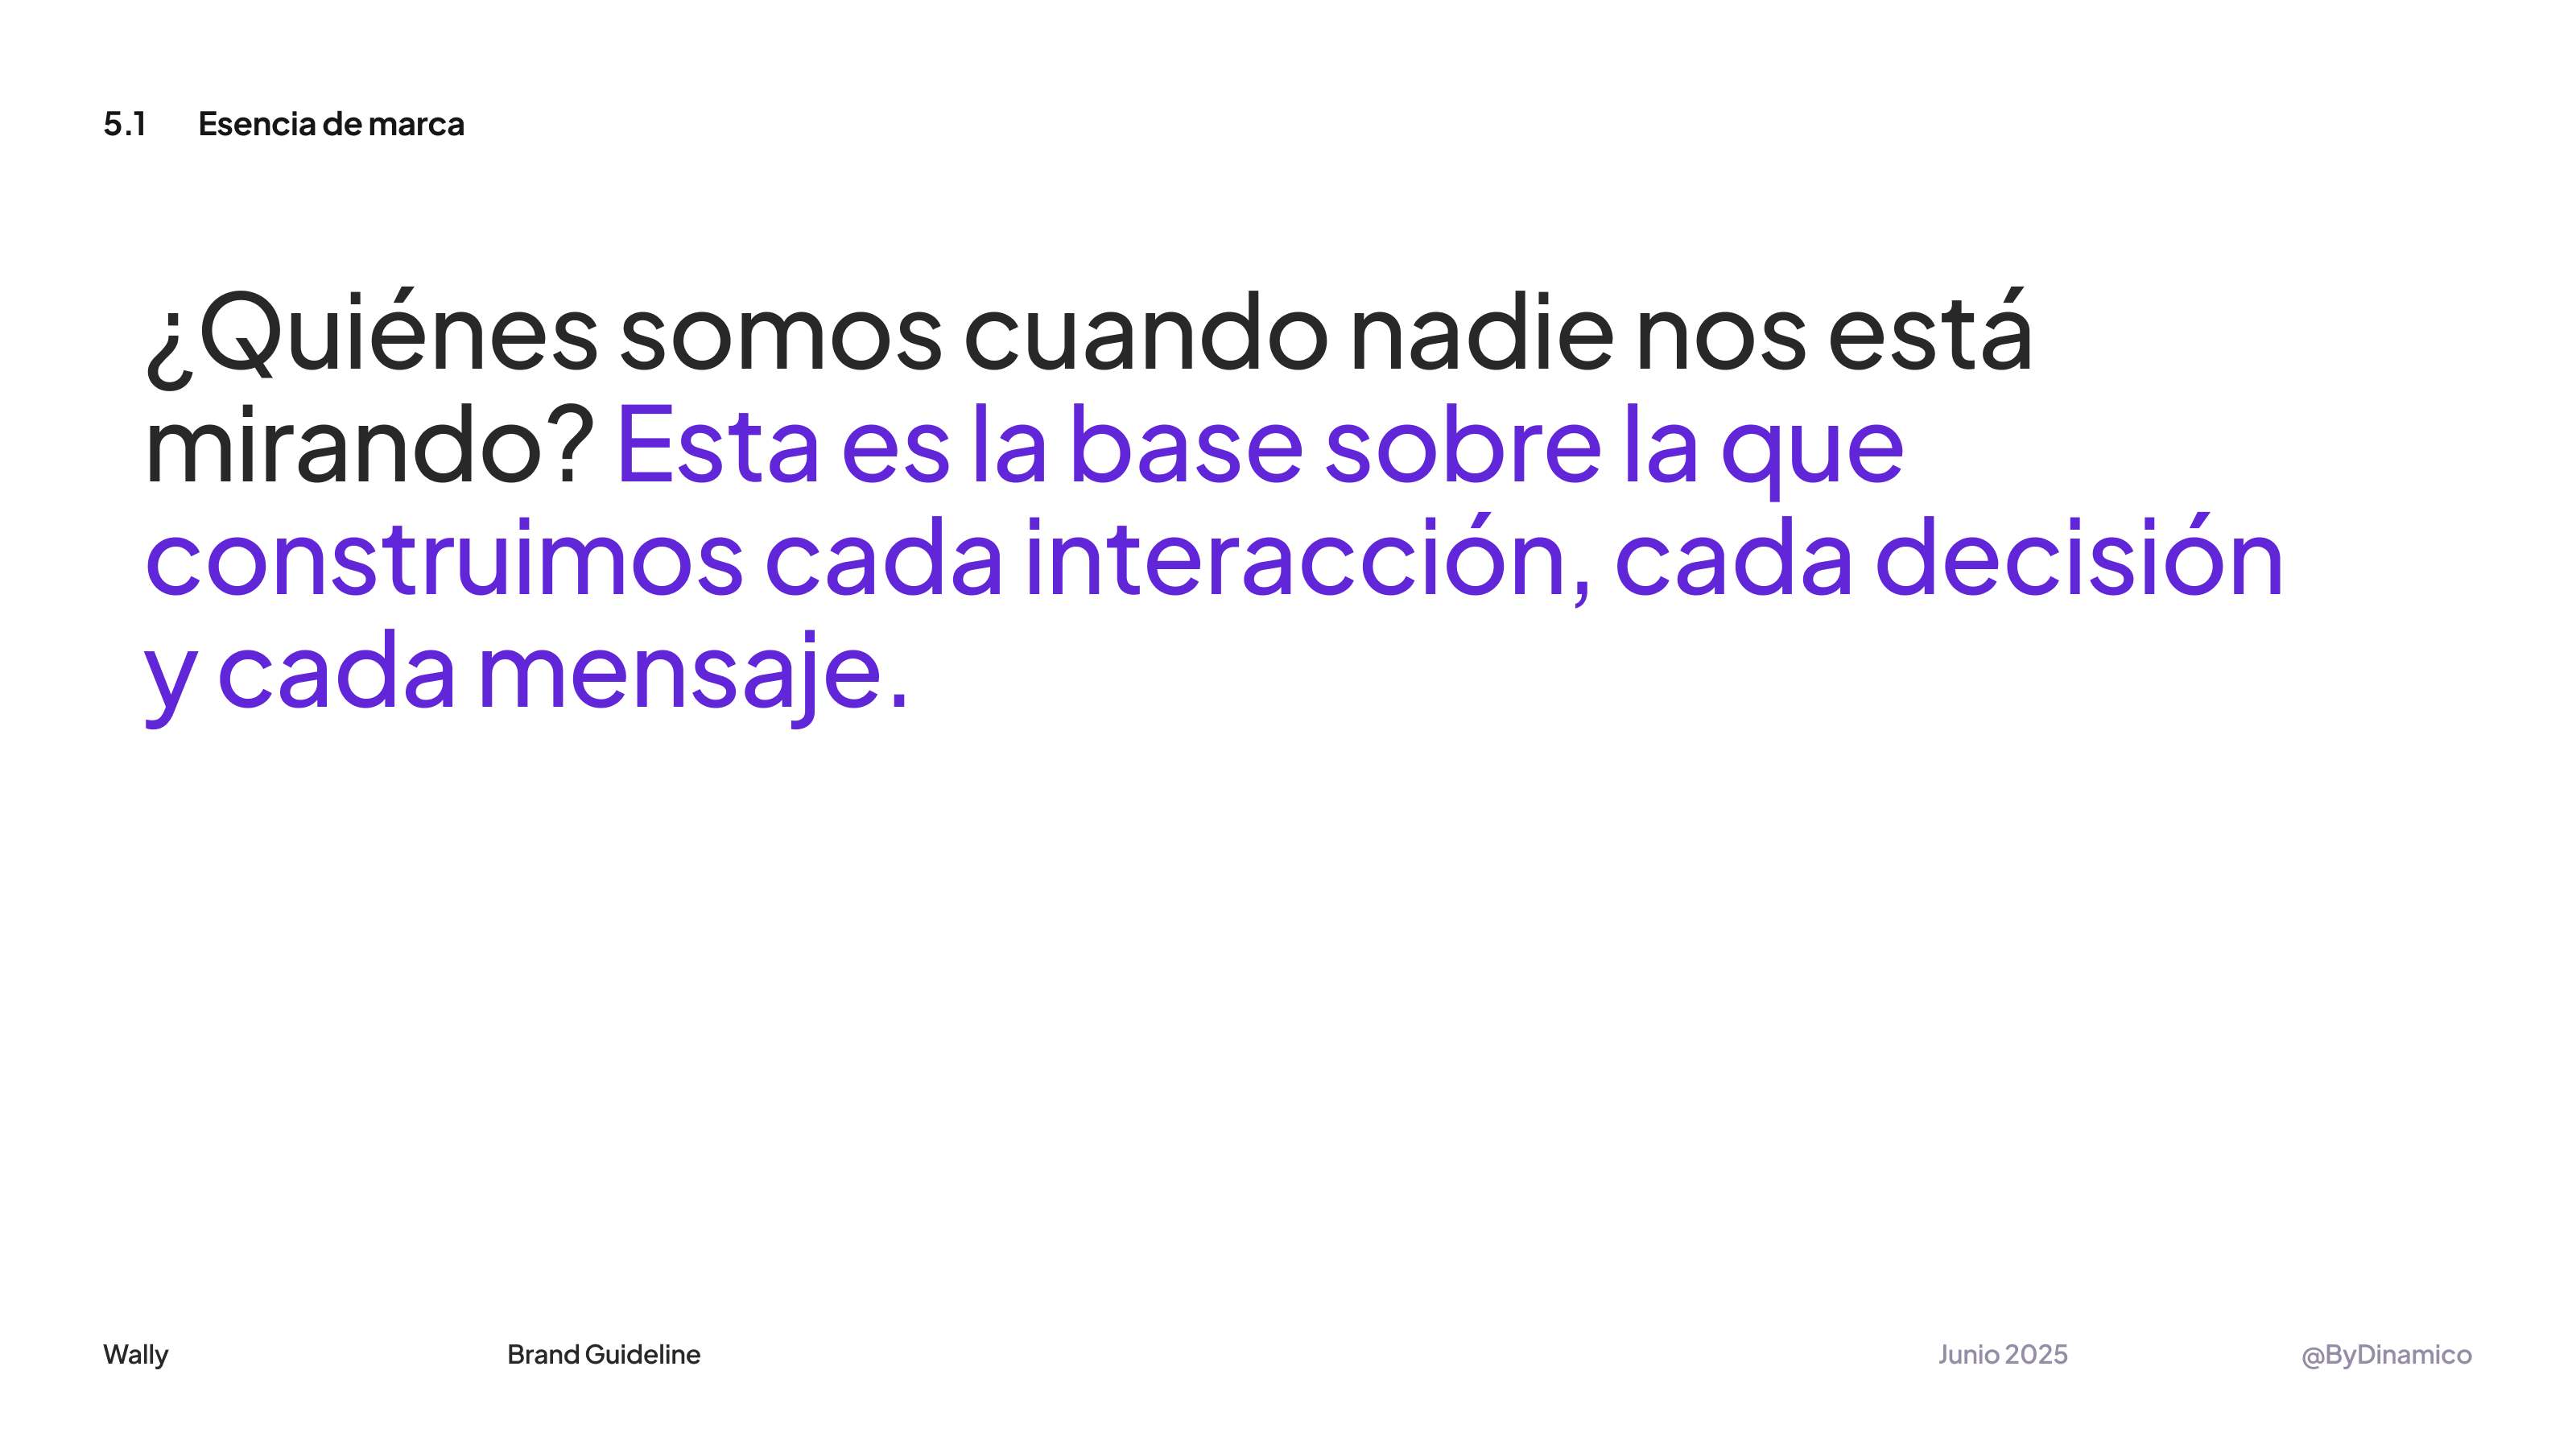 5.1 Esencia de marca
¿Quiénes somos cuando nadie nos está
mirando? Esta es la base sobre la que
construimos cada interacción, cada decisión
y cada mensaje.
Wally Brand Guideline Junio 2025 @ByDinamico